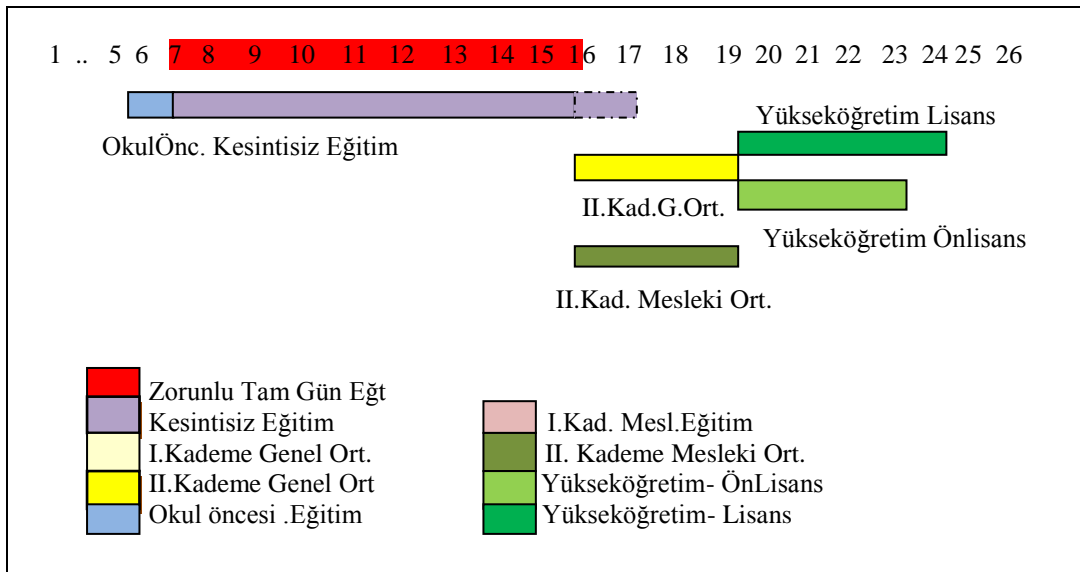 1 .. 5 6 7 8 9 10 11 12 13 14 15 16 17 18 19 20 21 22 23 24 25 26
Yükseköğretim Lisans
OkulÖnc. Kesintisiz Eğitim
II.Kad.G.Ort.
Yükseköğretim Önlisans
II.Kad. Mesleki Ort.
Zorunlu Tam Gün Eğt
Kesintisiz Eğitim
I.Kademe Genel Ort.
II.Kademe Genel Ort
Okul öncesi .Eğitim
I.Kad. Mesl.Eğitim
II. Kademe Mesleki Ort.
Yükseköğretim- ÖnLisans
Yükseköğretim- Lisans